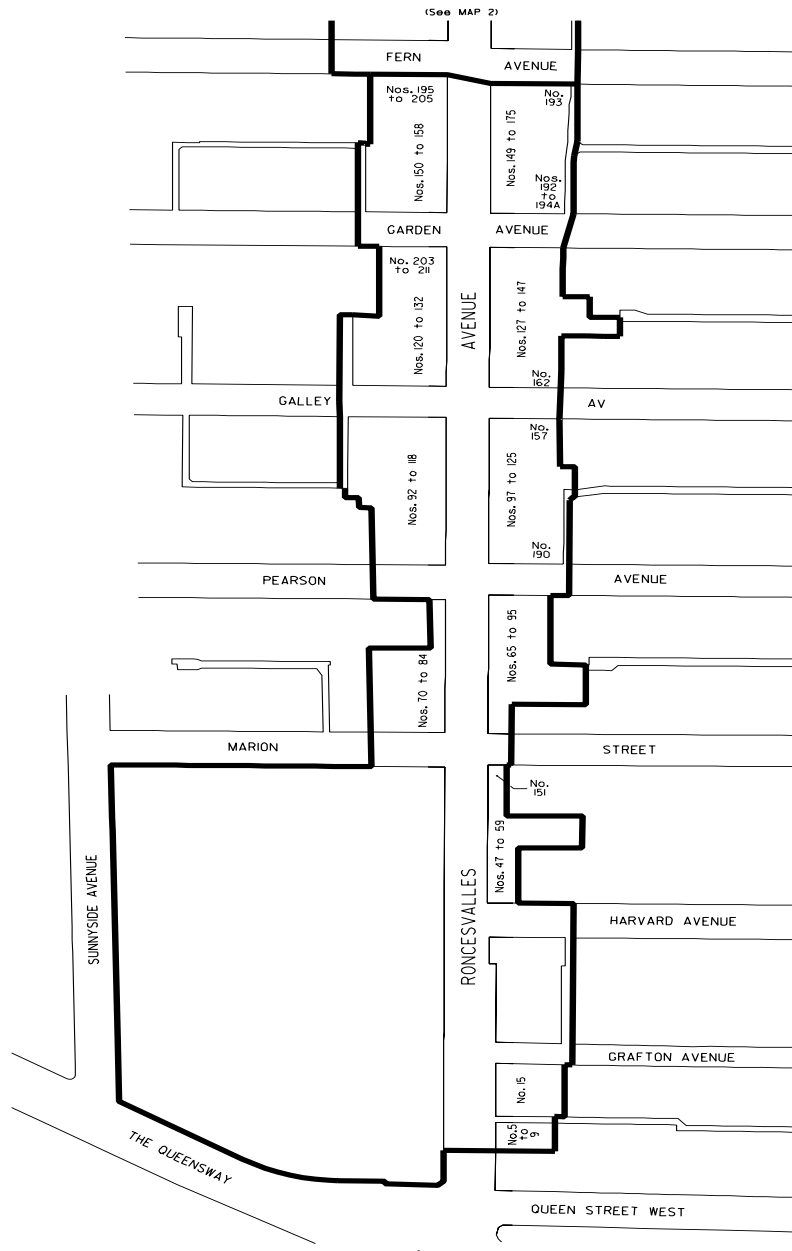 (See MAP 2)
FERN AVENUE
Nos. 195
to 205
No.
193
Nos. 150 to 158
Nos. 149 to 175
Nos.
192
to
194A
GARDEN AVENUE
No. 203
to 211
Nos. 120 to 132
AVENUE
Nos. 127 to 147
No.
162
GALLEY AV
No.
157
Nos. 92 to 118
Nos. 97 to 125
No.
190
PEARSON AVENUE
Nos. 65 to 95
Nos. 70 to 84
MARION STREET
No.
151
Nos. 47 to 59
SUNNYSIDE AVENUE
RONCESVALLES
HARVARD AVENUE
GRAFTON AVENUE
No. 15
No. 5
to
9
THE QUEENSWAY
QUEEN STREET WEST